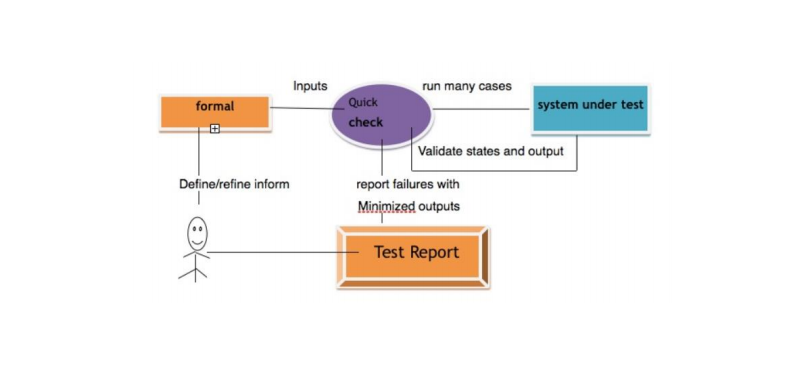 Inputs
run many cases
formal
Quick
check
system under test
Validate states and output
Define/refine inform
report failures with
Minimized outputs
Test Report